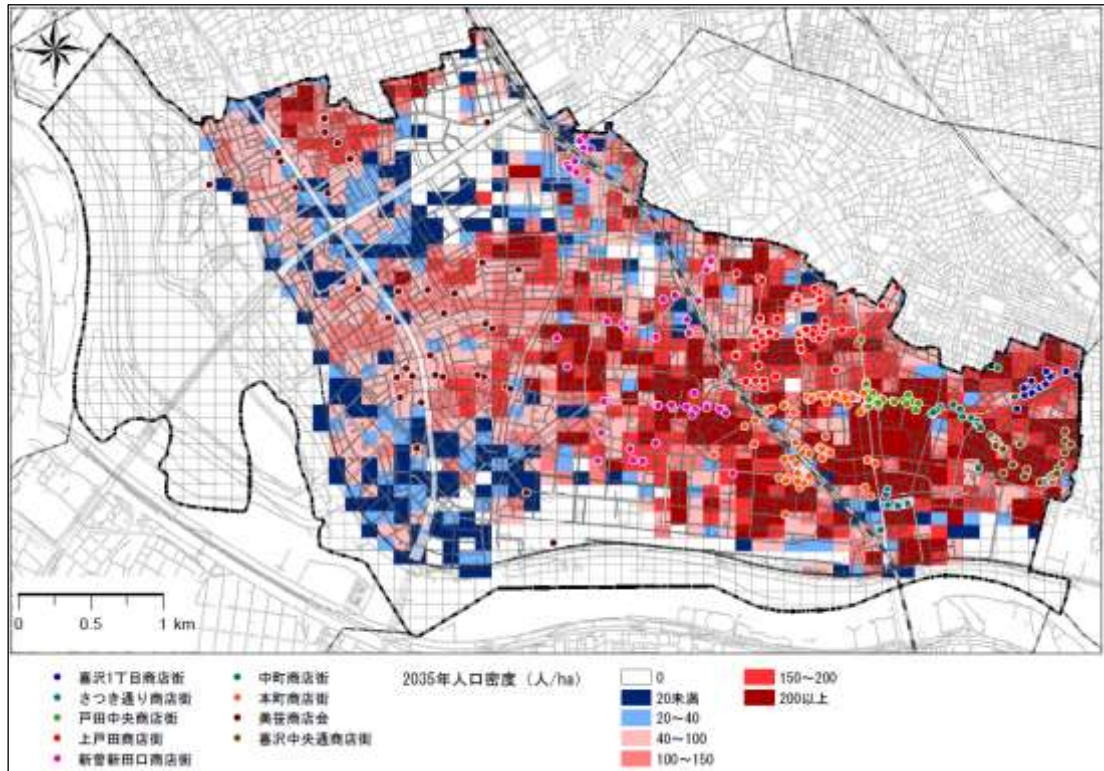 0 0.5 1 km
喜沢1丁目商店街
さつき通り商店街
戸田中央商店街
上戸田商店街
新曽新田口商店街
中町商店街
本町商店街
美笹商店会
喜沢中央通商店街
2035年人口密度（人/ha）
0
20未満
20～40
40～100
100～150
150～200
200以上